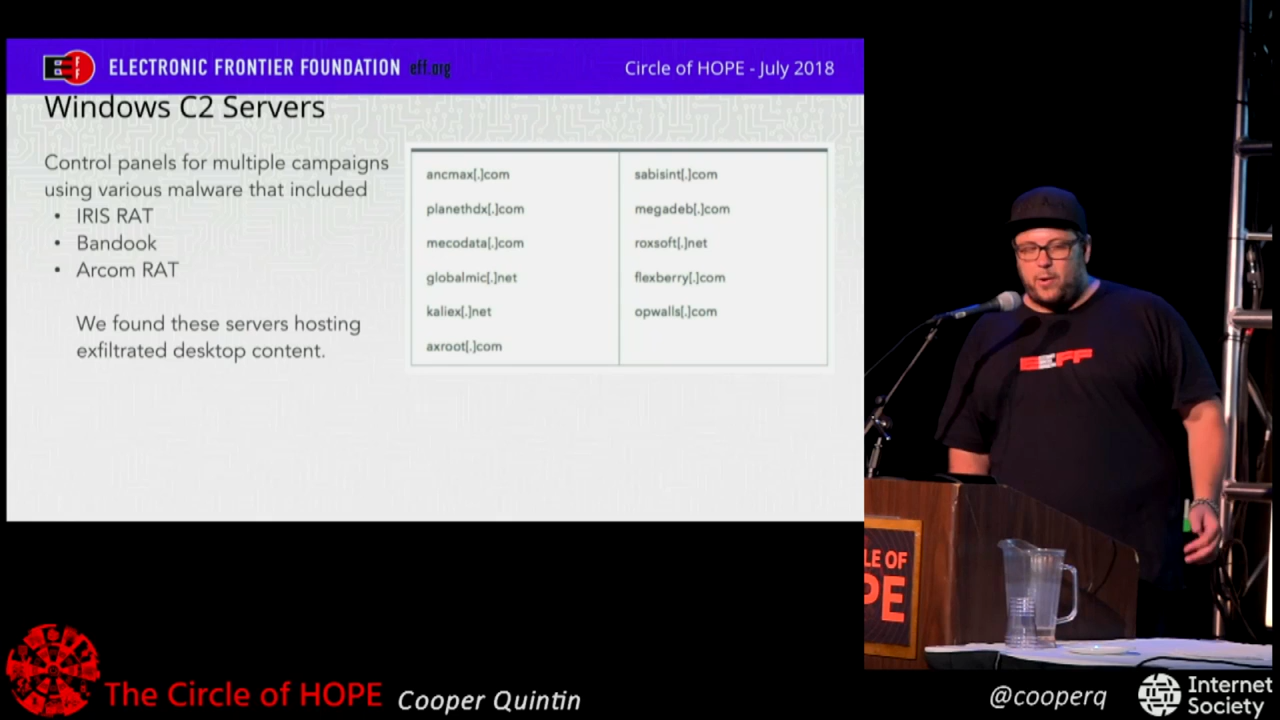 EFF ELECTRONIC FRONTIER FOUNDATION eff.org
Circle of HOPE - July 2018
Windows C2 Servers
Control panels for multiple campaigns
using various malware that included
• IRIS RAT
• Bandook
• Arcom RAT
We found these servers hosting
exfiltrated desktop content.
ancmax[.]com sabisint[.]com
planethdx[.]com megadeb[.]com
mecodata[.]com roxsoft[.]net
globalmic[.]net flexberry[.]com
kaliex[.]net opwalls[.]com
axroot[.]com
EFF
LE OF
PE
The Circle of HOPE Cooper Quintin
@cooperq
Internet
Society